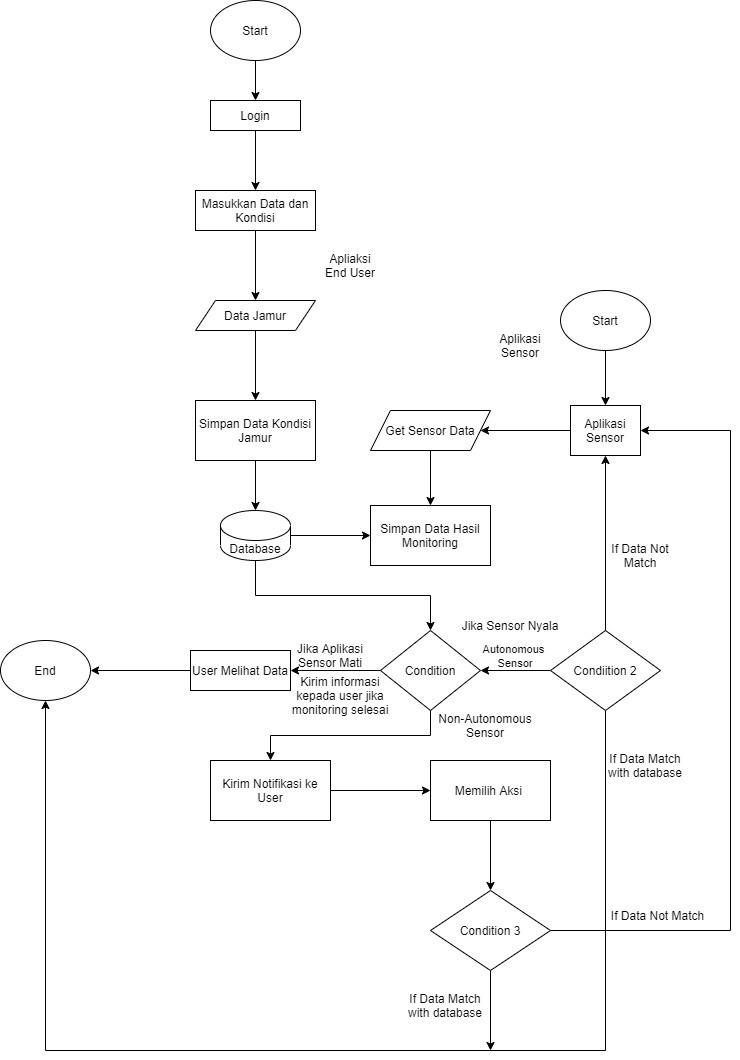 Start
Login
Masukkan Data dan
Kondisi
Apliaksi
End User
Data Jamur
Start
Aplikasi
Sensor
Simpan Data Kondisi
Jamur
Get Sensor Data
Aplikasi
Sensor
Database
Simpan Data Hasil
Monitoring
If Data Not
Match
Jika Sensor Nyala
End
User Melihat Data
Jika Aplikasi
Sensor Mati
Kirim informasi
kepada user jika
monitoring selesai
Condition
Autonomous
Sensor
Condiition 2
Non-Autonomous
Sensor
If Data Match
with database
Kirim Notifikasi ke
User
Memilih Aksi
Condition 3
If Data Not Match
If Data Match
with database